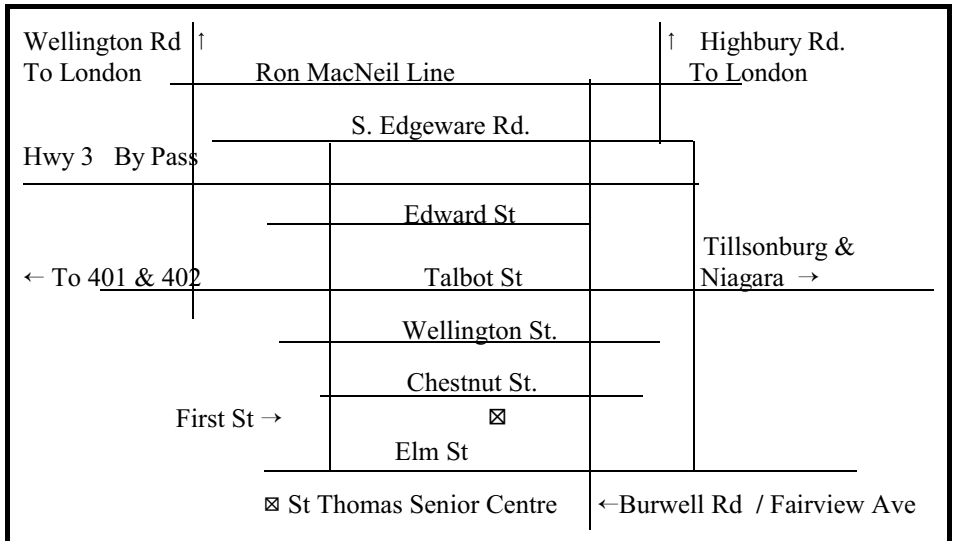 Wellington Rd ↑ ↑ Highbury Rd.
To London Ron MacNeil Line To London
S. Edgeware Rd.
Hwy 3 By Pass
Edward St
Tillsonburg &
← To 401 & 402 Talbot St Niagara →
Wellington St.
Chestnut St.
First St → ☒
Elm St
☒ St Thomas Senior Centre ←Burwell Rd / Fairview Ave